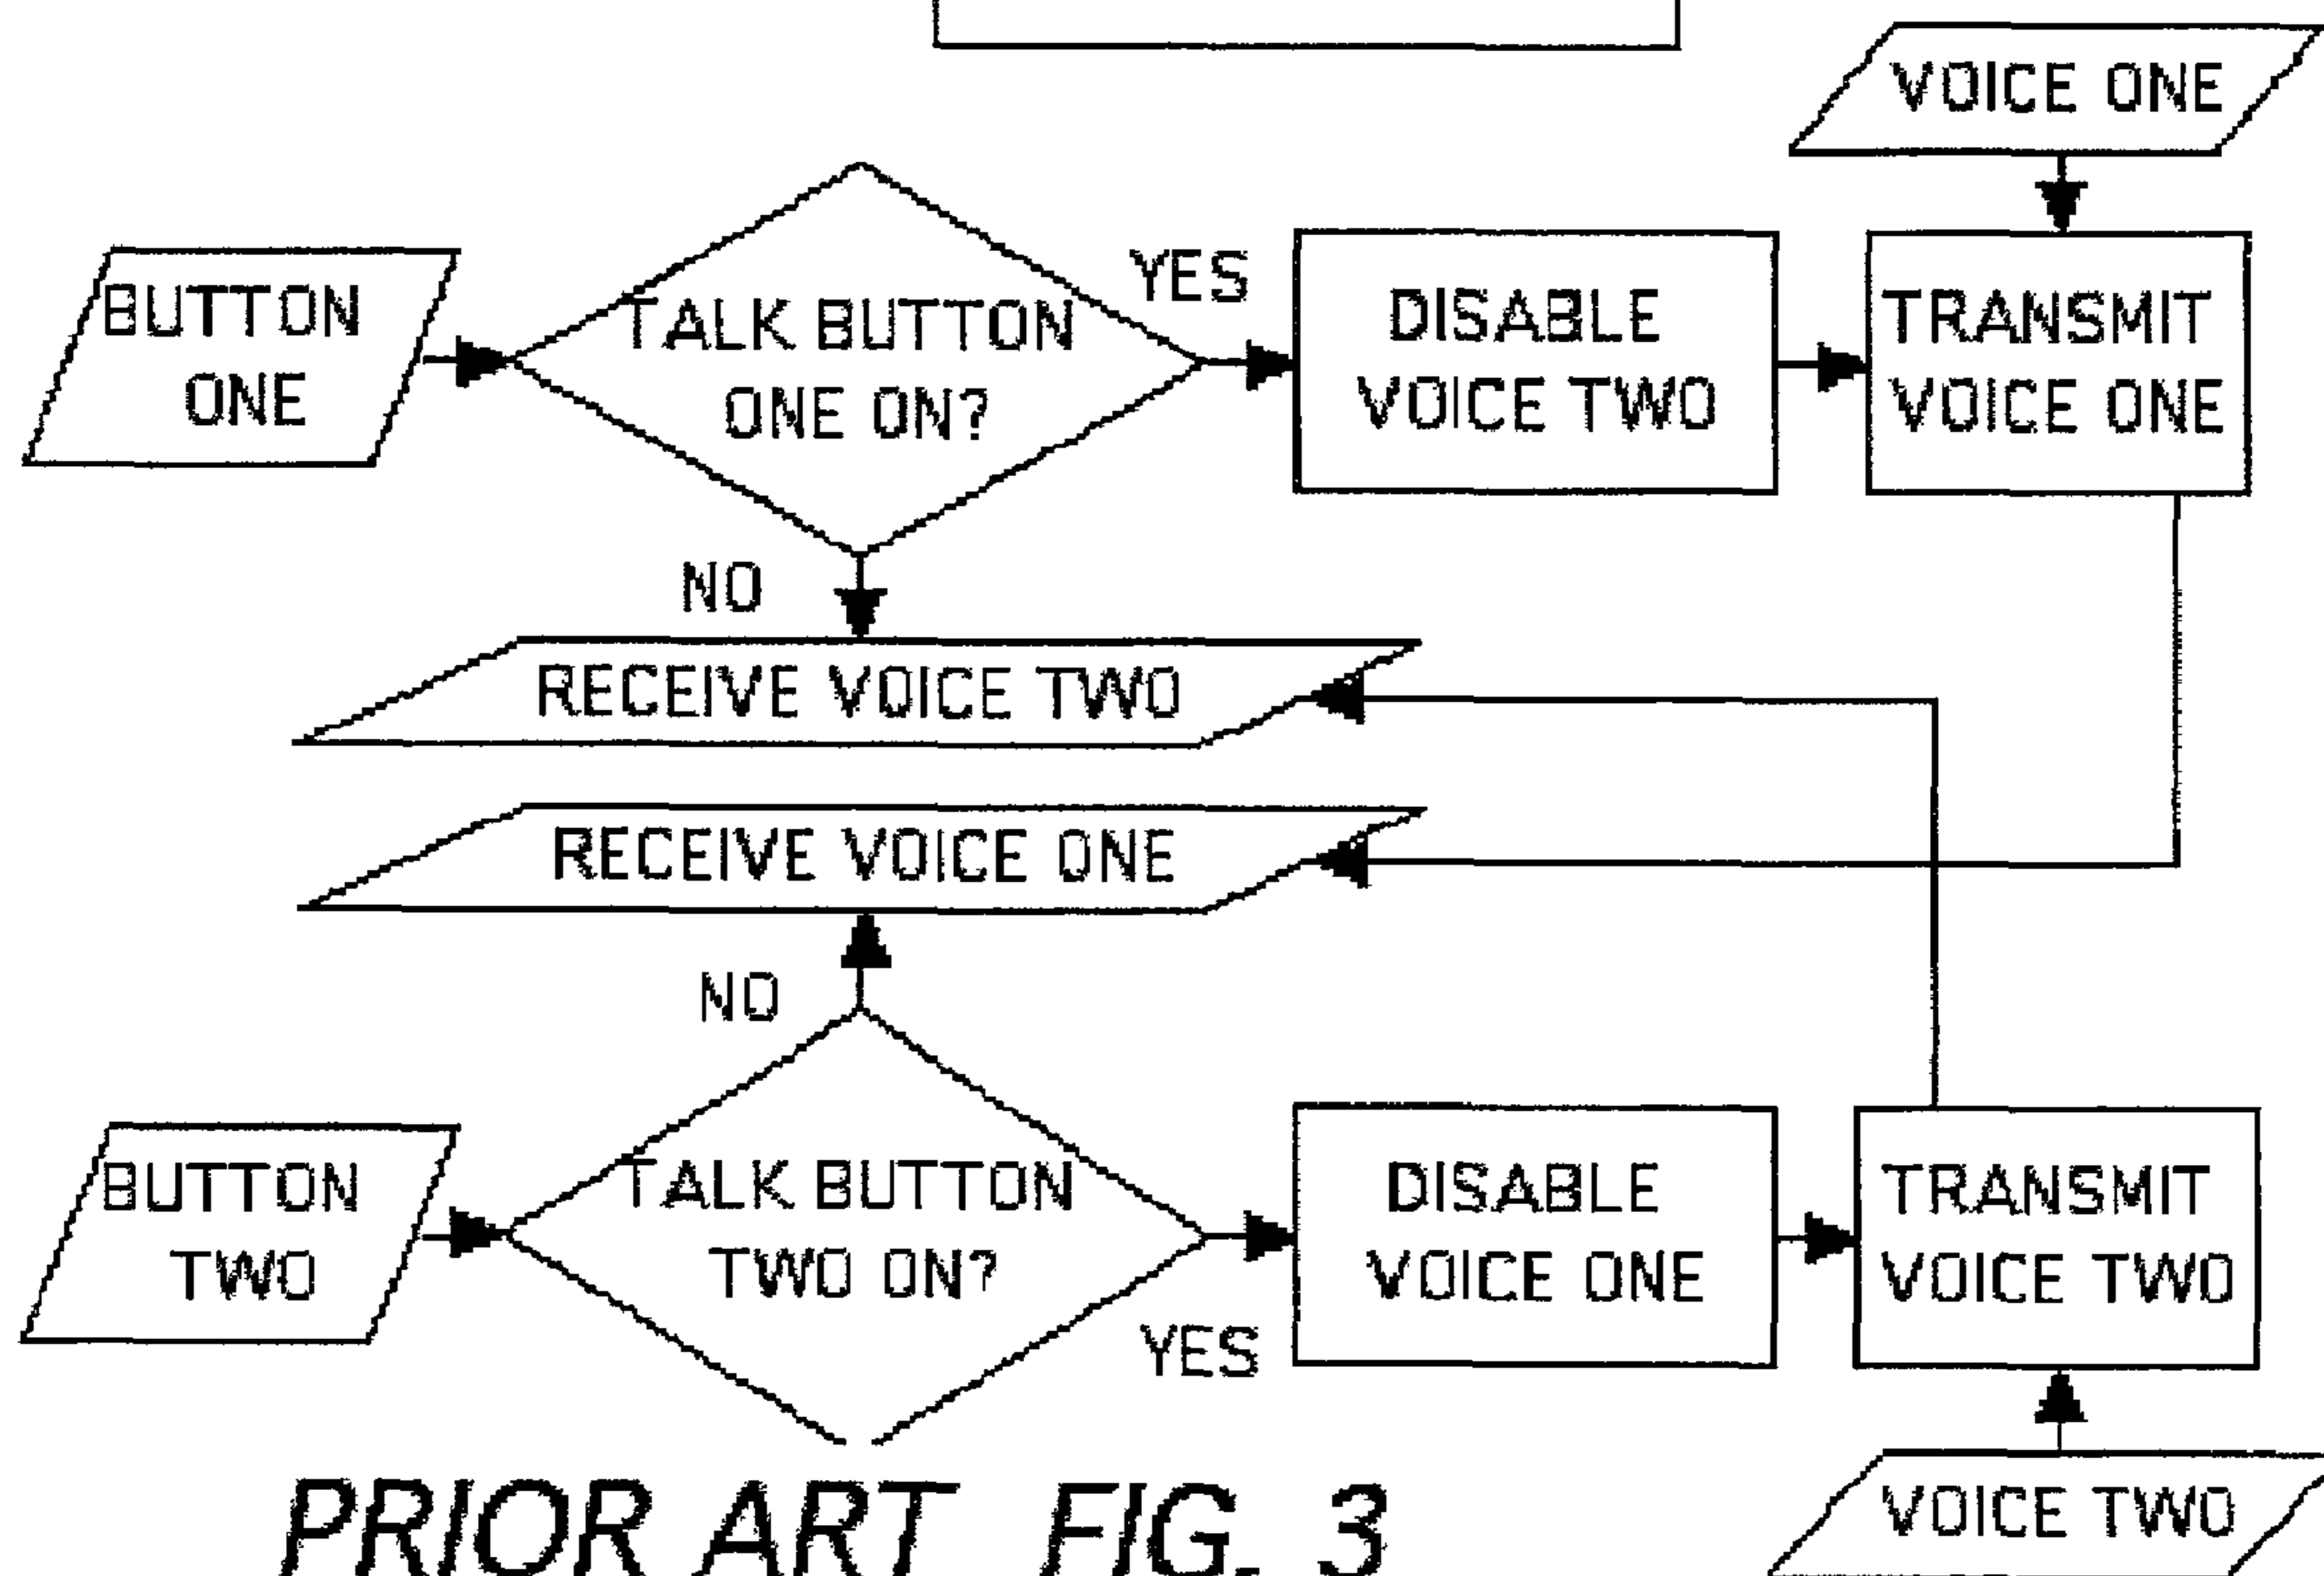 VOICE ONE
BUTTON
ONE
TALK BUTTON
ONE ON?
YES
DISABLE
VOICE TWO
TRANSMIT
VOICE ONE
NO
RECEIVE VOICE TWO
RECEIVE VOICE ONE
NO
BUTTON
TWO
TALK BUTTON
TWO ON?
YES
DISABLE
VOICE ONE
TRANSMIT
VOICE TWO
VOICE TWO
PRIOR ART FIG. 3